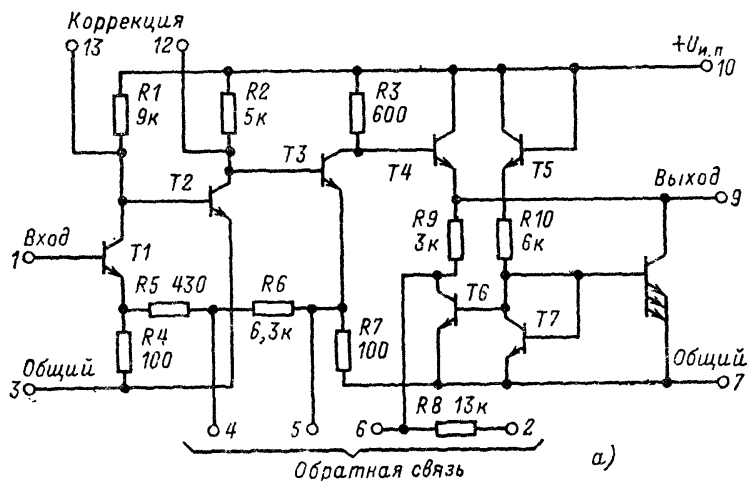 Коррекция
13
12
+Uи.п
10
R1
9к
R2
5к
R3
600
T3
T4
T5
T2
Выход
9
R9
3к
R10
6к
Вход
1
T1
R5 430
R6
6,3к
T6
T7
R4
100
R7
100
Общий
3
Общий
7
R8 13к
4
5
6
2
Обратная связь
а)